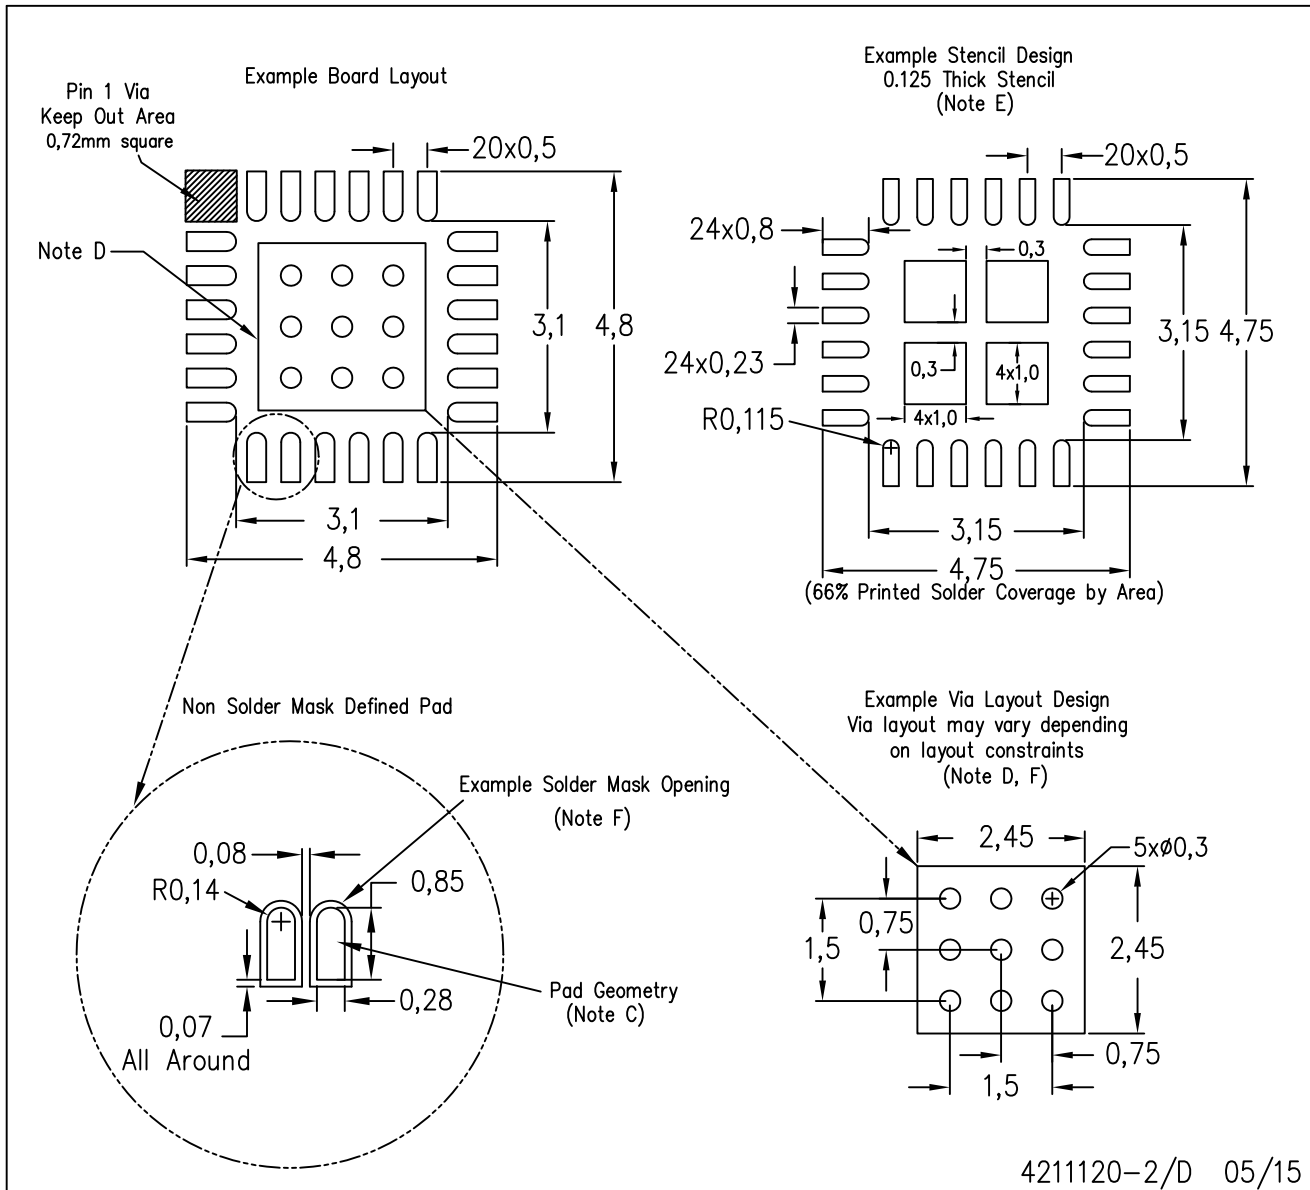 Example Board Layout
Pin 1 Via
Keep Out Area
0,72mm square
20x0,5
Note D
3,1
4,8
3,1
4,8
Example Stencil Design
0.125 Thick Stencil
(Note E)
20x0,5
24x0,8
0,3
24x0,23
0,3
4x1,0
4x1,0
R0,115
3,15
4,75
3,15
4,75
(66% Printed Solder Coverage by Area)
Non Solder Mask Defined Pad
Example Solder Mask Opening
(Note F)
0,08
R0,14
0,85
0,28
Pad Geometry
(Note C)
0,07
All Around
Example Via Layout Design
Via layout may vary depending
on layout constraints
(Note D, F)
2,45
5xø0,3
0,75
1,5
2,45
0,75
1,5
4211120-2/D 05/15